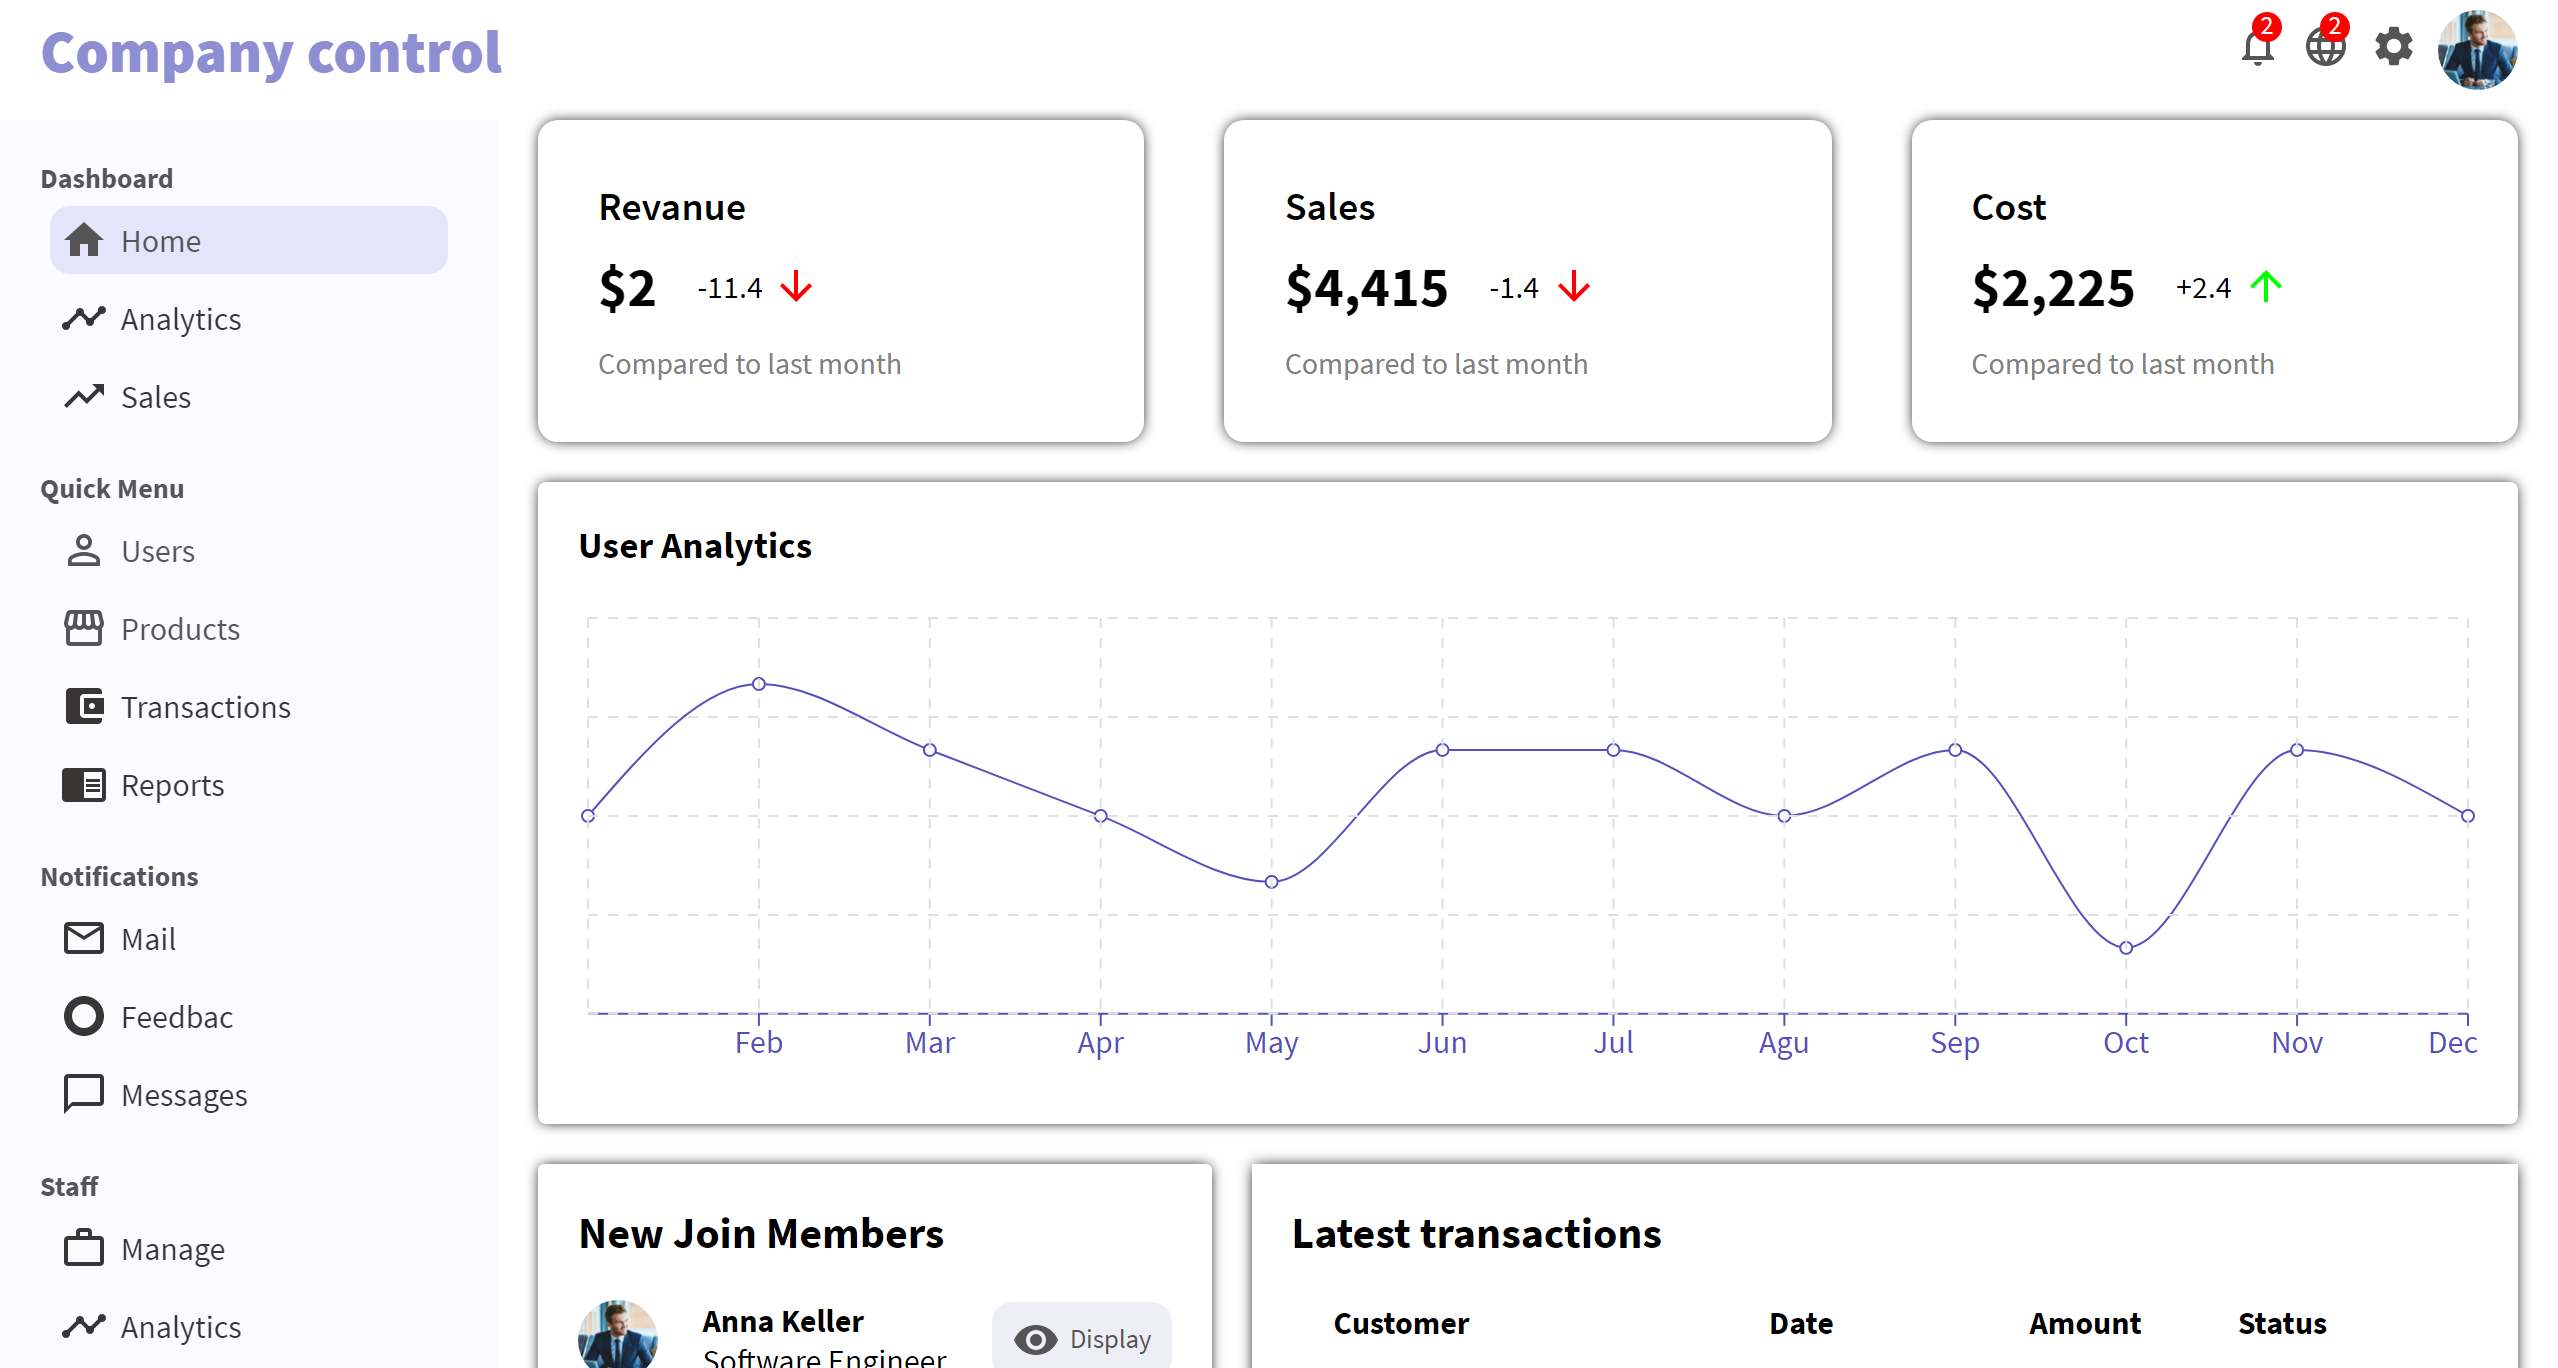 Company control
2
2
Dashboard
Home
Analytics
Sales
Quick Menu
Users
Products
Transactions
Reports
Notifications
Mail
Feedbac
Messages
Staff
Manage
Analytics
Revanue
$2 -11.4
Compared to last month
Sales
$4,415 -1.4
Compared to last month
Cost
$2,225 +2.4
Compared to last month
User Analytics
Feb Mar Apr May Jun Jul Agu Sep Oct Nov Dec
New Join Members
Anna Keller
Software Engineer
Display
Latest transactions
Customer Date Amount Status